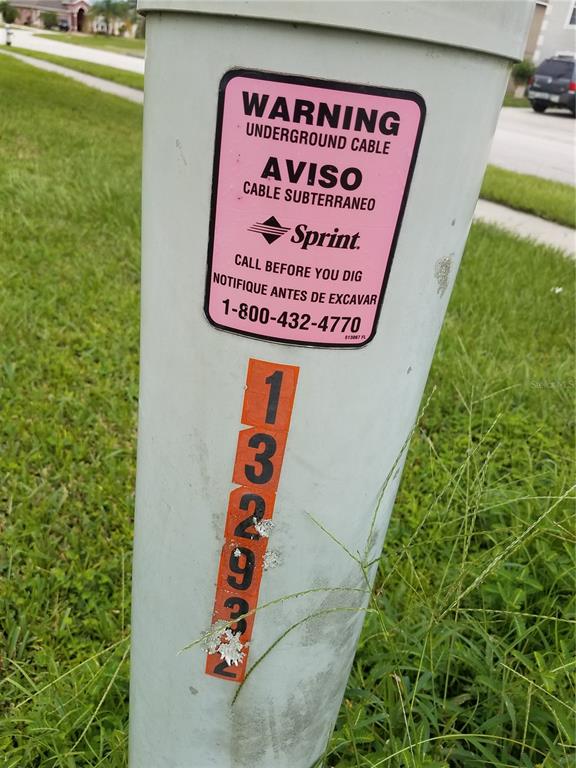 WARNING
UNDERGROUND CABLE
AVISO
CABLE SUBTERRANEO
Sprint.
CALL BEFORE YOU DIG
NOTIFIQUE ANTES DE EXCAVAR
1-800-432-4770
1
3
2
9
3
2